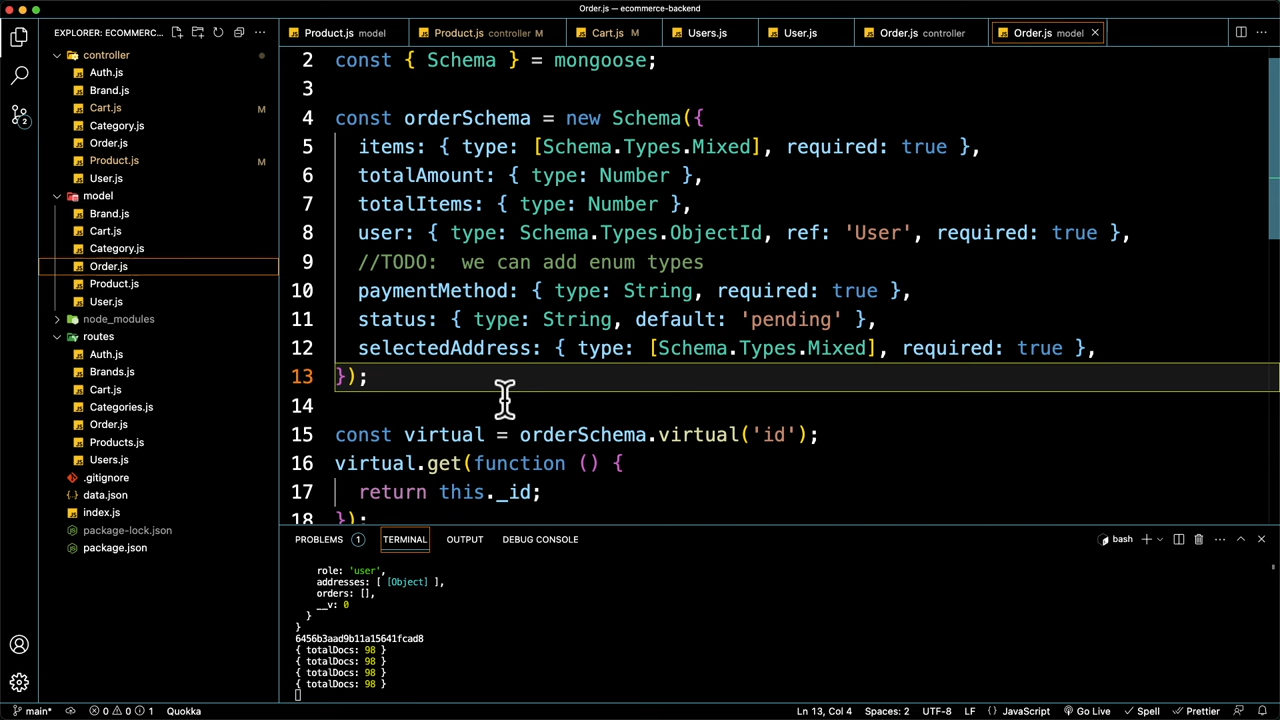 Order.js — ecommerce-backend
EXPLORER: ECOMMERC...
Product.js model
Product.js controller M
Cart.js M
Users.js
User.js
Order.js controller
Order.js model
controller
Auth.js
Brand.js
Cart.js M
Category.js
Order.js
Product.js M
User.js
model
Brand.js
Cart.js
Category.js
Order.js
Product.js
User.js
node_modules
routes
Auth.js
Brands.js
Cart.js
Categories.js
Order.js
Products.js
Users.js
.gitignore
data.json
index.js
package-lock.json
package.json
2 const { Schema } = mongoose;
3
4 const orderSchema = new Schema({
5 items: { type: [Schema.Types.Mixed], required: true },
6 totalAmount: { type: Number },
7 totalItems: { type: Number },
8 user: { type: Schema.Types.ObjectId, ref: 'User', required: true },
9 //TODO:  we can add enum types
10 paymentMethod: { type: String, required: true },
11 status: { type: String, default: 'pending' },
12 selectedAddress: { type: [Schema.Types.Mixed], required: true },
13 });
14
15 const virtual = orderSchema.virtual('id');
16 virtual.get(function () {
17 return this._id;
18 });
PROBLEMS 1 TERMINAL OUTPUT DEBUG CONSOLE
bash
role: 'user',
addresses: [ [Object] ],
orders: [],
__v: 0
}
}
6456b3aad9b11a15641fcad8
{ totalDocs: 98 }
{ totalDocs: 98 }
{ totalDocs: 98 }
{ totalDocs: 98 }
2
main* 0 0 1 Quokka
Ln 13, Col 4 Spaces: 2 UTF-8 LF {} JavaScript Go Live Spell Prettier